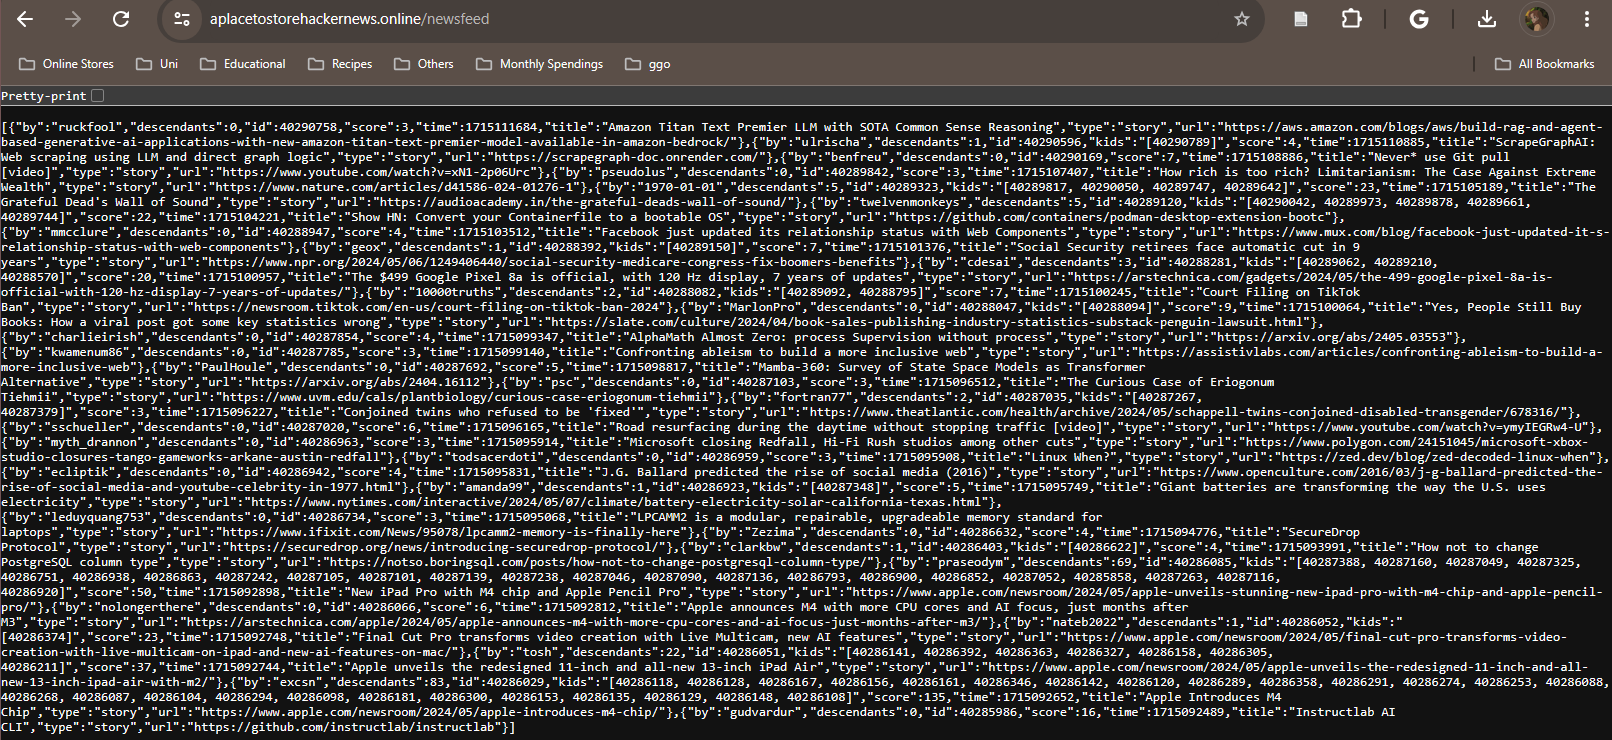 aplacetostorehackernews.online/newsfeed
Online Stores Uni Educational Recipes Others Monthly Spendings ggo All Bookmarks
Pretty-print
[{"by":"ruckfool","descendants":0,"id":40290758,"score":3,"time":1715111684,"title":"Amazon Titan Text Premier LLM with SOTA Common Sense Reasoning","type":"story","url":"https://aws.amazon.com/blogs/aws/build-rag-and-agent-
based-generative-ai-applications-with-new-amazon-titan-text-premier-model-available-in-amazon-bedrock/"},{"by":"ulrischa","descendants":1,"id":40290596,"kids":"[40290789]","score":4,"time":1715110885,"title":"ScrapeGraphAI:
Web scraping using LLM and direct graph logic","type":"story","url":"https://scrapegraph-doc.onrender.com/"},{"by":"benfreu","descendants":0,"id":40290169,"score":7,"time":1715108886,"title":"Never* use Git pull
[video]","type":"story","url":"https://www.youtube.com/watch?v=xN1-2p06Urc"},{"by":"pseudolus","descendants":0,"id":40289842,"score":3,"time":1715107407,"title":"How rich is too rich? Limitarianism: The Case Against Extreme
Wealth","type":"story","url":"https://www.nature.com/articles/d41586-024-01276-1"},{"by":"1970-01-01","descendants":5,"id":40289323,"kids":"[40289817, 40290050, 40289747, 40289642]","score":23,"time":1715105189,"title":"The
Grateful Dead's Wall of Sound","type":"story","url":"https://audioacademy.in/the-grateful-deads-wall-of-sound/"},{"by":"twelvenmonkeys","descendants":5,"id":40289120,"kids":"[40290042, 40289973, 40289878, 40289661,
40289744]","score":22,"time":1715104221,"title":"Show HN: Convert your Containerfile to a bootable OS","type":"story","url":"https://github.com/containers/podman-desktop-extension-bootc"},
{"by":"mmcclure","descendants":0,"id":40288947,"score":4,"time":1715103512,"title":"Facebook just updated its relationship status with Web Components","type":"story","url":"https://www.mux.com/blog/facebook-just-updated-it-s-
relationship-status-with-web-components"},{"by":"geox","descendants":1,"id":40288392,"kids":"[40289150]","score":7,"time":1715101376,"title":"Social Security retirees face automatic cut in 9
years","type":"story","url":"https://www.npr.org/2024/05/06/1249406440/social-security-medicare-congress-fix-boomers-benefits"},{"by":"cdesai","descendants":3,"id":40288281,"kids":"[40289062, 40289210,
40288570]","score":20,"time":1715100957,"title":"The $499 Google Pixel 8a is official, with 120 Hz display, 7 years of updates","type":"story","url":"https://arstechnica.com/gadgets/2024/05/the-499-google-pixel-8a-is-
official-with-120-hz-display-7-years-of-updates/"},{"by":"10000truths","descendants":2,"id":40288082,"kids":"[40289092, 40288795]","score":7,"time":1715100245,"title":"Court Filing on TikTok
Ban","type":"story","url":"https://newsroom.tiktok.com/en-us/court-filing-on-tiktok-ban-2024"},{"by":"MarlonPro","descendants":0,"id":40288047,"kids":"[40288094]","score":9,"time":1715100064,"title":"Yes, People Still Buy
Books: How a viral post got some key statistics wrong","type":"story","url":"https://slate.com/culture/2024/04/book-sales-publishing-industry-statistics-substack-penguin-lawsuit.html"},
{"by":"charlieirish","descendants":0,"id":40287854,"score":4,"time":1715099347,"title":"AlphaMath Almost Zero: process Supervision without process","type":"story","url":"https://arxiv.org/abs/2405.03553"},
{"by":"kwamenum86","descendants":0,"id":40287785,"score":3,"time":1715099140,"title":"Confronting ableism to build a more inclusive web","type":"story","url":"https://assistivlabs.com/articles/confronting-ableism-to-build-a-
more-inclusive-web"},{"by":"PaulHoule","descendants":0,"id":40287692,"score":5,"time":1715098817,"title":"Mamba-360: Survey of State Space Models as Transformer
Alternative","type":"story","url":"https://arxiv.org/abs/2404.16112"},{"by":"psc","descendants":0,"id":40287103,"score":3,"time":1715096512,"title":"The Curious Case of Eriogonum
Tiehmii","type":"story","url":"https://www.uvm.edu/cals/plantbiology/curious-case-eriogonum-tiehmii"},{"by":"fortran77","descendants":2,"id":40287035,"kids":"[40287267,
40287379]","score":3,"time":1715096227,"title":"Conjoined twins who refused to be 'fixed'","type":"story","url":"https://www.theatlantic.com/health/archive/2024/05/schappell-twins-conjoined-disabled-transgender/678316/"},
{"by":"sschueller","descendants":0,"id":40287020,"score":6,"time":1715096165,"title":"Road resurfacing during the daytime without stopping traffic [video]","type":"story","url":"https://www.youtube.com/watch?v=ymyIEGRw4-U"},
{"by":"myth_drannon","descendants":0,"id":40286963,"score":3,"time":1715095914,"title":"Microsoft closing Redfall, Hi-Fi Rush studios among other cuts","type":"story","url":"https://www.polygon.com/24151045/microsoft-xbox-
studio-closures-tango-gameworks-arkane-austin-redfall"},{"by":"todsacerdoti","descendants":0,"id":40286959,"score":3,"time":1715095908,"title":"Linux When?","type":"story","url":"https://zed.dev/blog/zed-decoded-linux-when"},
{"by":"ecliptik","descendants":0,"id":40286942,"score":4,"time":1715095831,"title":"J.G. Ballard predicted the rise of social media (2016)","type":"story","url":"https://www.openculture.com/2016/03/j-g-ballard-predicted-the-
rise-of-social-media-and-youtube-celebrity-in-1977.html"},{"by":"amanda99","descendants":1,"id":40286923,"kids":"[40287348]","score":5,"time":1715095749,"title":"Giant batteries are transforming the way the U.S. uses
electricity","type":"story","url":"https://www.nytimes.com/interactive/2024/05/07/climate/battery-electricity-solar-california-texas.html"},
{"by":"leduyquang753","descendants":0,"id":40286734,"score":3,"time":1715095068,"title":"LPCAMM2 is a modular, repairable, upgradeable memory standard for
laptops","type":"story","url":"https://www.ifixit.com/News/95078/lpcamm2-memory-is-finally-here"},{"by":"Zezima","descendants":0,"id":40286632,"score":4,"time":1715094776,"title":"SecureDrop
Protocol","type":"story","url":"https://securedrop.org/news/introducing-securedrop-protocol/"},{"by":"clarkbw","descendants":1,"id":40286403,"kids":"[40286622]","score":4,"time":1715093991,"title":"How not to change
PostgreSQL column type","type":"story","url":"https://notso.boringsql.com/posts/how-not-to-change-postgresql-column-type/"},{"by":"praseodym","descendants":69,"id":40286085,"kids":"[40287388, 40287160, 40287049, 40287325,
40286751, 40286938, 40286863, 40287242, 40287105, 40287101, 40287139, 40287238, 40287046, 40287090, 40287136, 40286793, 40286900, 40286852, 40287052, 40285858, 40287263, 40287116,
40286920]","score":50,"time":1715092898,"title":"New iPad Pro with M4 chip and Apple Pencil Pro","type":"story","url":"https://www.apple.com/newsroom/2024/05/apple-unveils-stunning-new-ipad-pro-with-m4-chip-and-apple-pencil-
pro/"},{"by":"nolongerthere","descendants":0,"id":40286066,"score":6,"time":1715092812,"title":"Apple announces M4 with more CPU cores and AI focus, just months after
M3","type":"story","url":"https://arstechnica.com/apple/2024/05/apple-announces-m4-with-more-cpu-cores-and-ai-focus-just-months-after-m3/"},{"by":"nateb2022","descendants":1,"id":40286052,"kids":"
[40286374]","score":23,"time":1715092748,"title":"Final Cut Pro transforms video creation with Live Multicam, new AI features","type":"story","url":"https://www.apple.com/newsroom/2024/05/final-cut-pro-transforms-video-
creation-with-live-multicam-on-ipad-and-new-ai-features-on-mac/"},{"by":"tosh","descendants":22,"id":40286051,"kids":"[40286141, 40286392, 40286363, 40286327, 40286158, 40286305,
40286211]","score":37,"time":1715092744,"title":"Apple unveils the redesigned 11-inch and all-new 13-inch iPad Air","type":"story","url":"https://www.apple.com/newsroom/2024/05/apple-unveils-the-redesigned-11-inch-and-all-
new-13-inch-ipad-air-with-m2/"},{"by":"excsn","descendants":83,"id":40286029,"kids":"[40286118, 40286128, 40286167, 40286156, 40286161, 40286346, 40286142, 40286120, 40286289, 40286358, 40286291, 40286274, 40286253, 40286088,
40286268, 40286087, 40286104, 40286294, 40286098, 40286181, 40286300, 40286153, 40286135, 40286129, 40286148, 40286108]","score":135,"time":1715092652,"title":"Apple Introduces M4
Chip","type":"story","url":"https://www.apple.com/newsroom/2024/05/apple-introduces-m4-chip/"},{"by":"gudvardur","descendants":0,"id":40285986,"score":16,"time":1715092489,"title":"Instructlab AI
CLI","type":"story","url":"https://github.com/instructlab/instructlab"}]